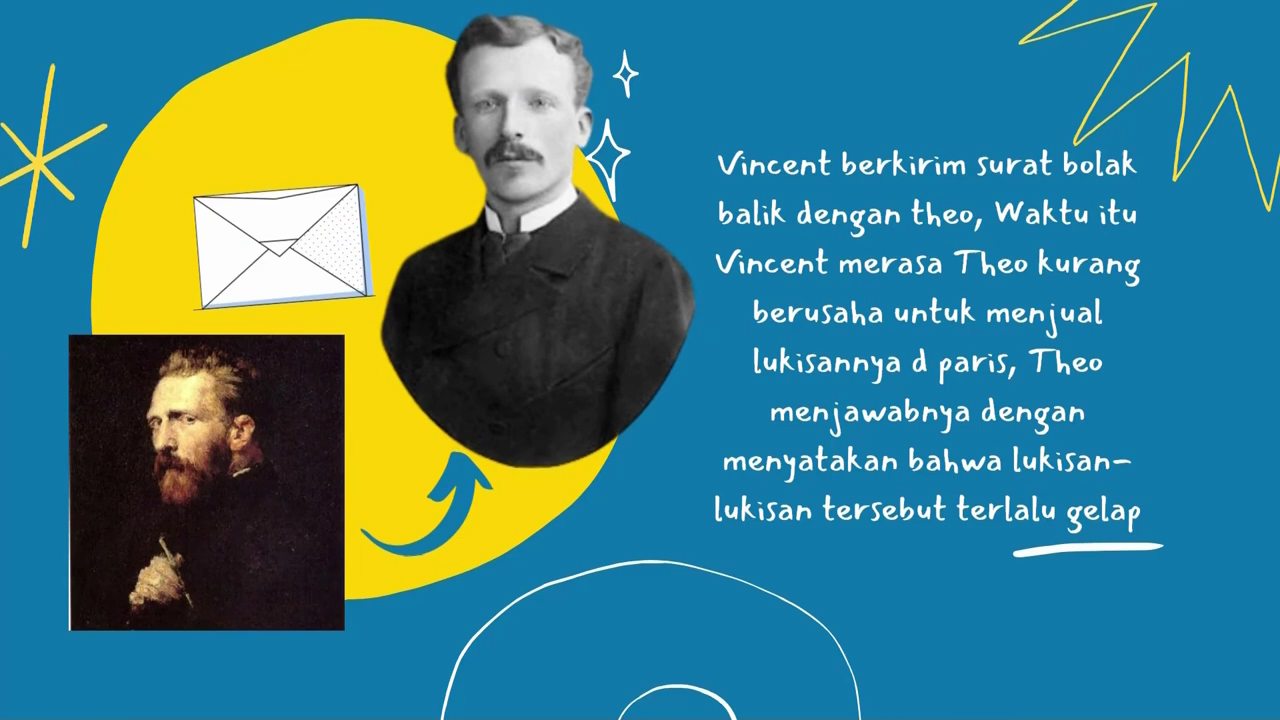 Vincent berkirim surat bolak
balik dengan theo, Waktu itu
Vincent merasa Theo kurang
berusaha untuk menjual
lukisannya d paris, Theo
menjawabnya dengan
menyatakan bahwa lukisan-
lukisan tersebut terlalu gelap